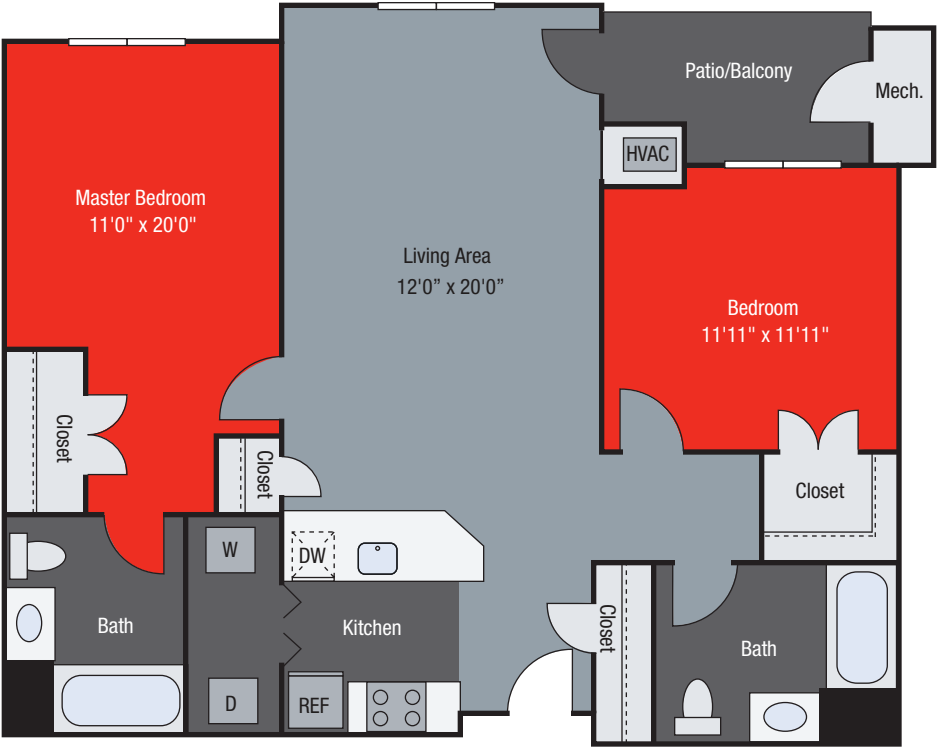 Patio/Balcony
Mech.
HVAC
Master Bedroom
11'0" x 20'0"
Living Area
12'0” x 20'0”
Bedroom
11'11" x 11'11"
Closet
Closet
Closet
W
DW
Bath
Kitchen
Closet
Bath
D
REF